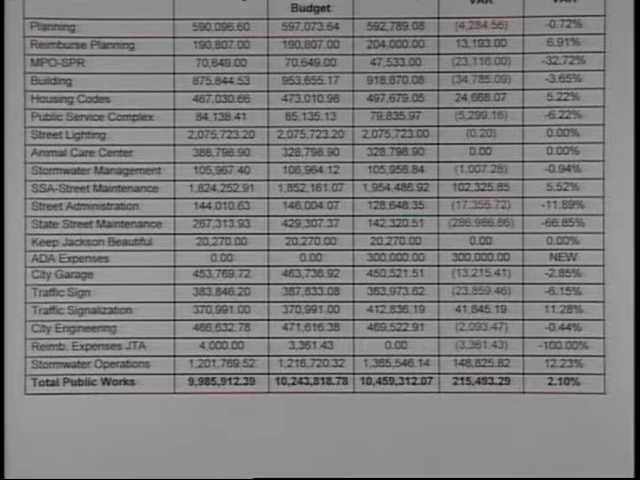 Budget VAR VAR
Planning 590,096.60 597,073.64 592,789.08 (4,284.56) -0.72%
Reimburse Planning 190,807.00 190,807.00 204,000.00 13,193.00 6.91%
MPO-SPR 70,649.00 70,649.00 47,533.00 (23,116.00) -32.72%
Building 875,844.53 953,655.17 918,870.08 (34,785.09) -3.65%
Housing Codes 467,030.66 473,010.98 497,679.05 24,668.07 5.22%
Public Service Complex 84,138.41 85,135.13 79,835.97 (5,299.16) -6.22%
Street Lighting 2,075,723.20 2,075,723.20 2,075,723.00 (0.20) 0.00%
Animal Care Center 388,798.90 328,798.90 328,798.90 0.00 0.00%
Stormwater Management 105,967.40 106,964.12 105,956.84 (1,007.28) -0.94%
SSA-Street Maintenance 1,824,252.91 1,852,161.07 1,954,486.92 102,325.85 5.52%
Street Administration 144,010.63 146,004.07 128,648.35 (17,355.72) -11.89%
State Street Maintenance 267,313.93 429,307.37 142,320.51 (286,986.86) -66.85%
Keep Jackson Beautiful 20,270.00 20,270.00 20,270.00 0.00 0.00%
ADA Expenses 0.00 0.00 300,000.00 300,000.00 NEW
City Garage 453,769.72 463,736.92 450,521.51 (13,215.41) -2.85%
Traffic Sign 383,846.20 387,833.08 363,973.62 (23,859.46) -6.15%
Traffic Signalization 370,991.00 370,991.00 412,836.19 41,845.19 11.28%
City Engineering 466,632.78 471,616.38 469,522.91 (2,093.47) -0.44%
Reimb. Expenses JTA 4,000.00 3,361.43 0.00 (3,361.43) -100.00%
Stormwater Operations 1,201,769.52 1,216,720.32 1,365,546.14 148,825.82 12.23%
Total Public Works 9,985,912.39 10,243,818.78 10,459,312.07 215,493.29 2.10%